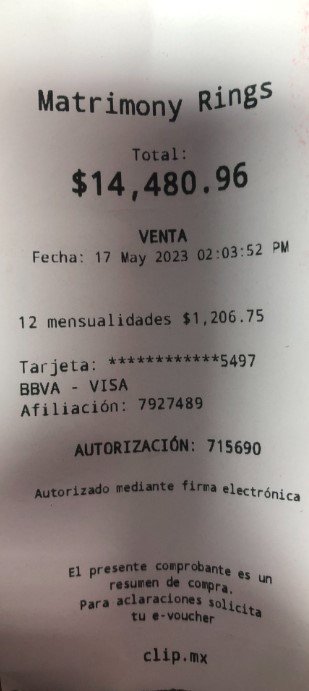 Matrimony Rings
Total:
$14,480.96
VENTA
Fecha: 17 May 2023 02:03:52 PM
12 mensualidades $1,206.75
Tarjeta: ************5497
BBVA - VISA
Afiliación: 7927489
AUTORIZACIÓN: 715690
Autorizado mediante firma electrónica
El presente comprobante es un
resumen de compra.
Para aclaraciones solicita
tu e-voucher
clip.mx